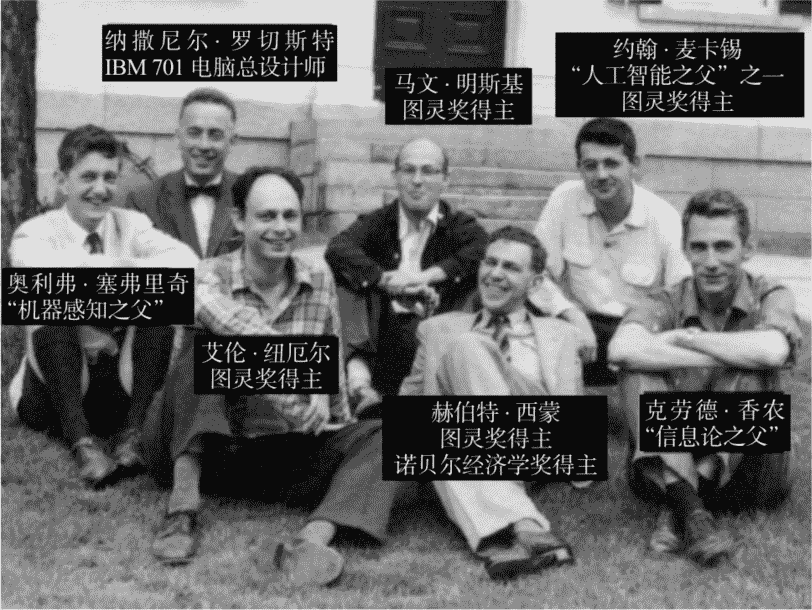 纳撒尼尔·罗切斯特
IBM 701 电脑总设计师
马文·明斯基
图灵奖得主
约翰·麦卡锡
“人工智能之父”之一
图灵奖得主
奥利弗·塞弗里奇
“机器感知之父”
艾伦·纽厄尔
图灵奖得主
赫伯特·西蒙
图灵奖得主
诺贝尔经济学奖得主
克劳德·香农
“信息论之父”